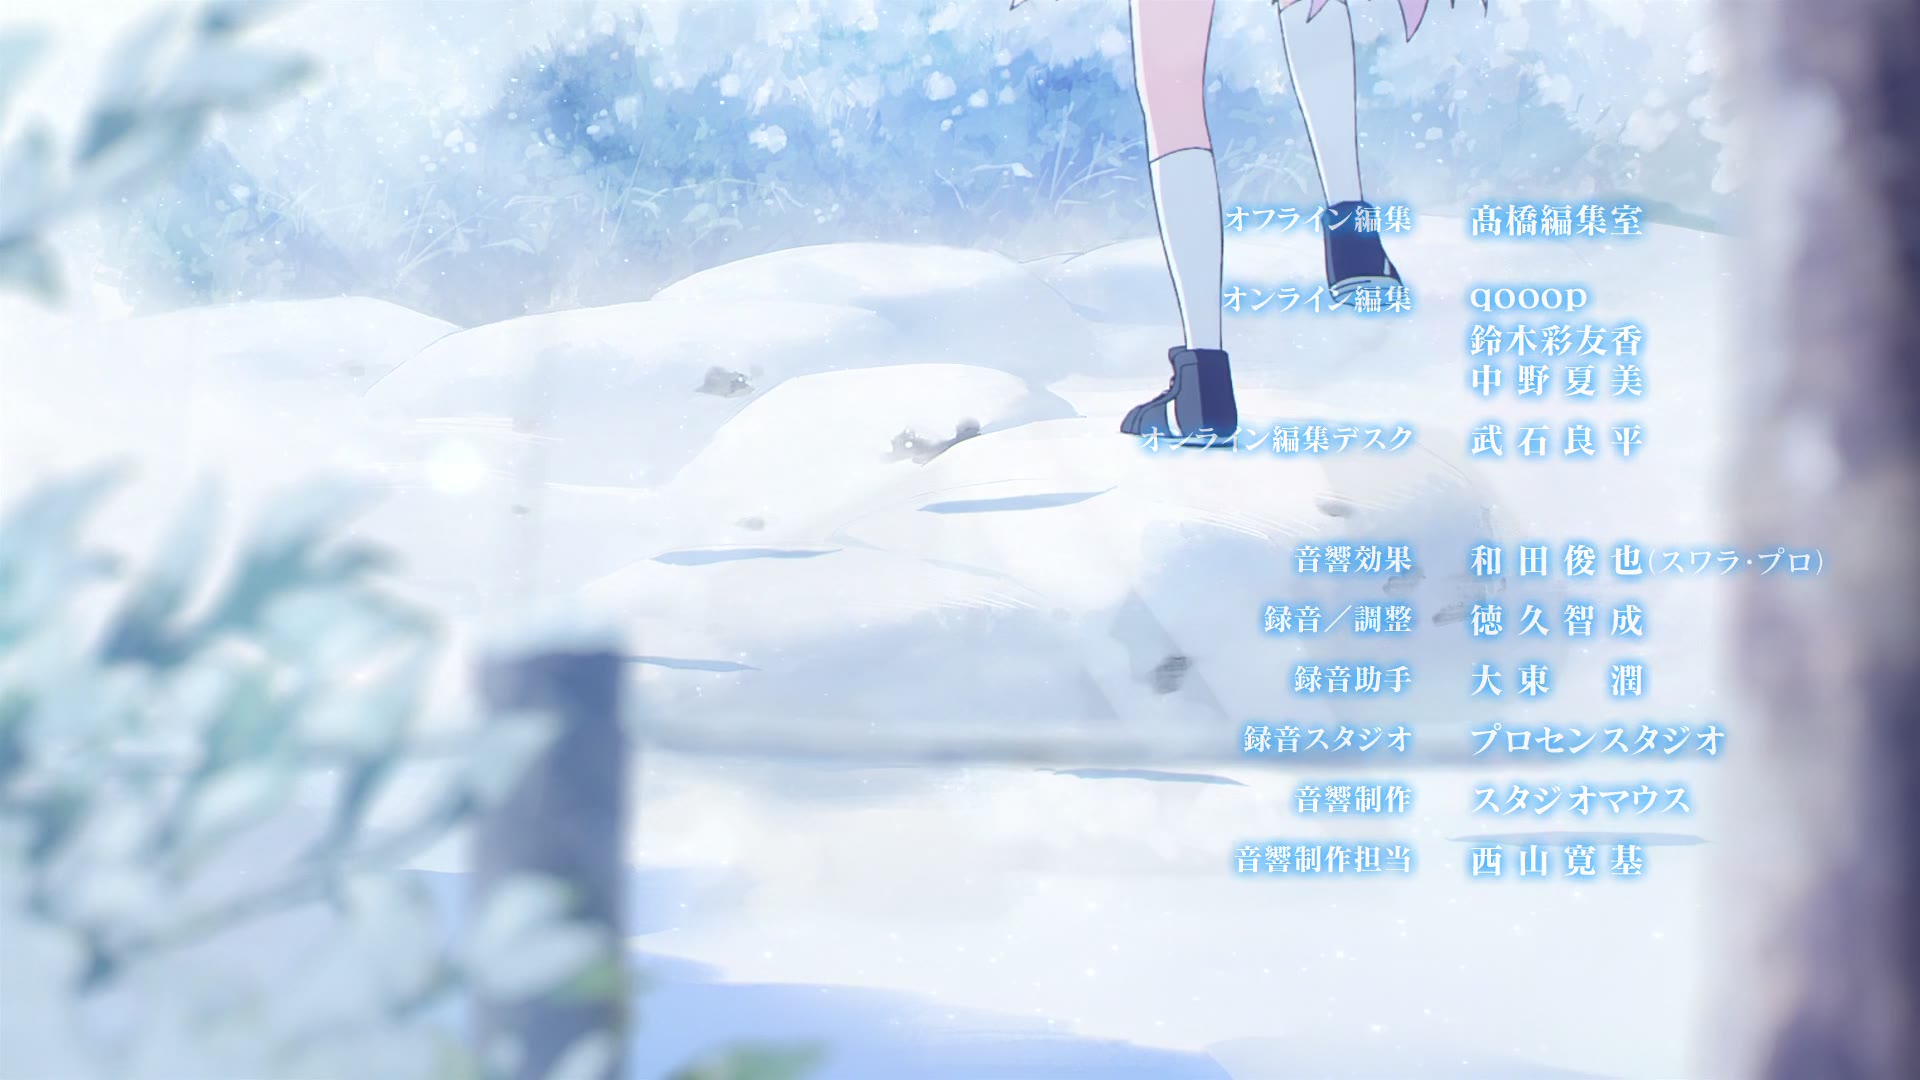 オフライン編集 髙橋編集室
オンライン編集 qooop
鈴木彩友香
中野夏美
オンライン編集デスク 武石良平
音響効果 和田俊也(スワラ・プロ)
録音／調整 徳久智成
録音助手 大東 潤
録音スタジオ プロセンスタジオ
音響制作 スタジオマウス
音響制作担当 西山寛基